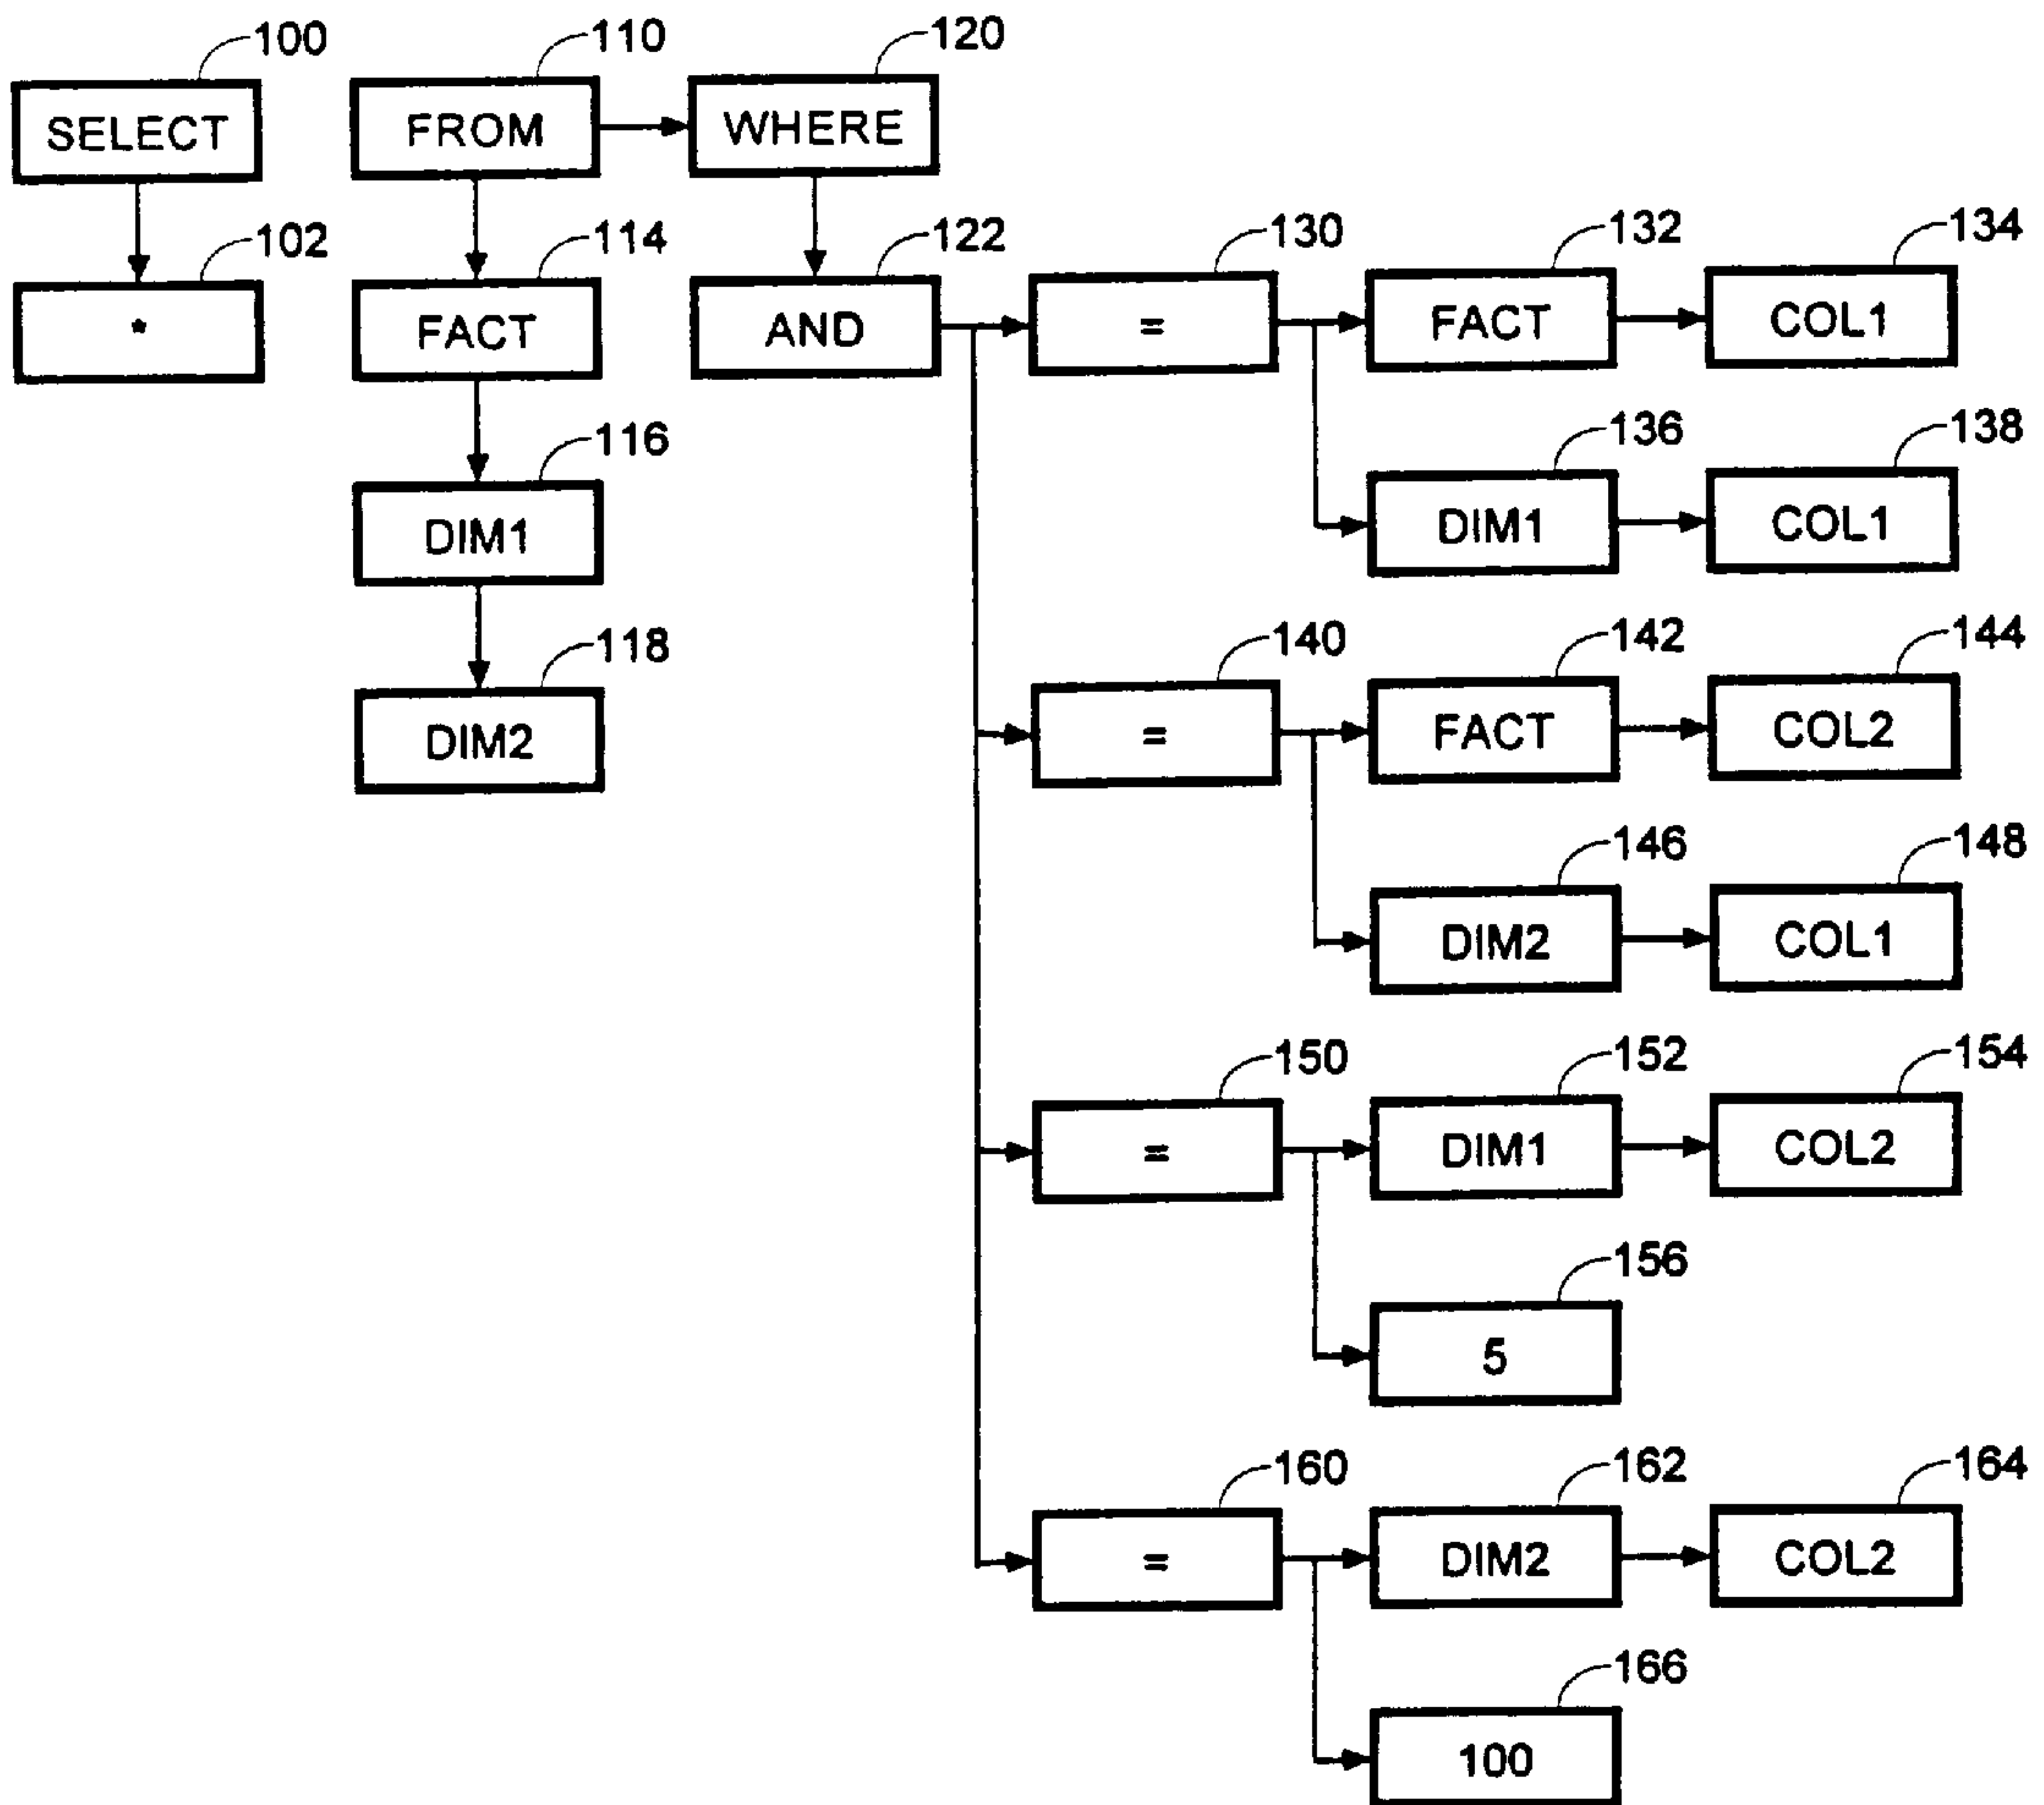 100 110 120
SELECT FROM WHERE
102 114 122 130 132 134
* FACT AND = FACT COL1
116 136 138
DIM1 DIM1 COL1
118 140 142 144
DIM2 = FACT COL2
146 148
DIM2 COL1
150 152 154
= DIM1 COL2
156
5
160 162 164
= DIM2 COL2
166
100